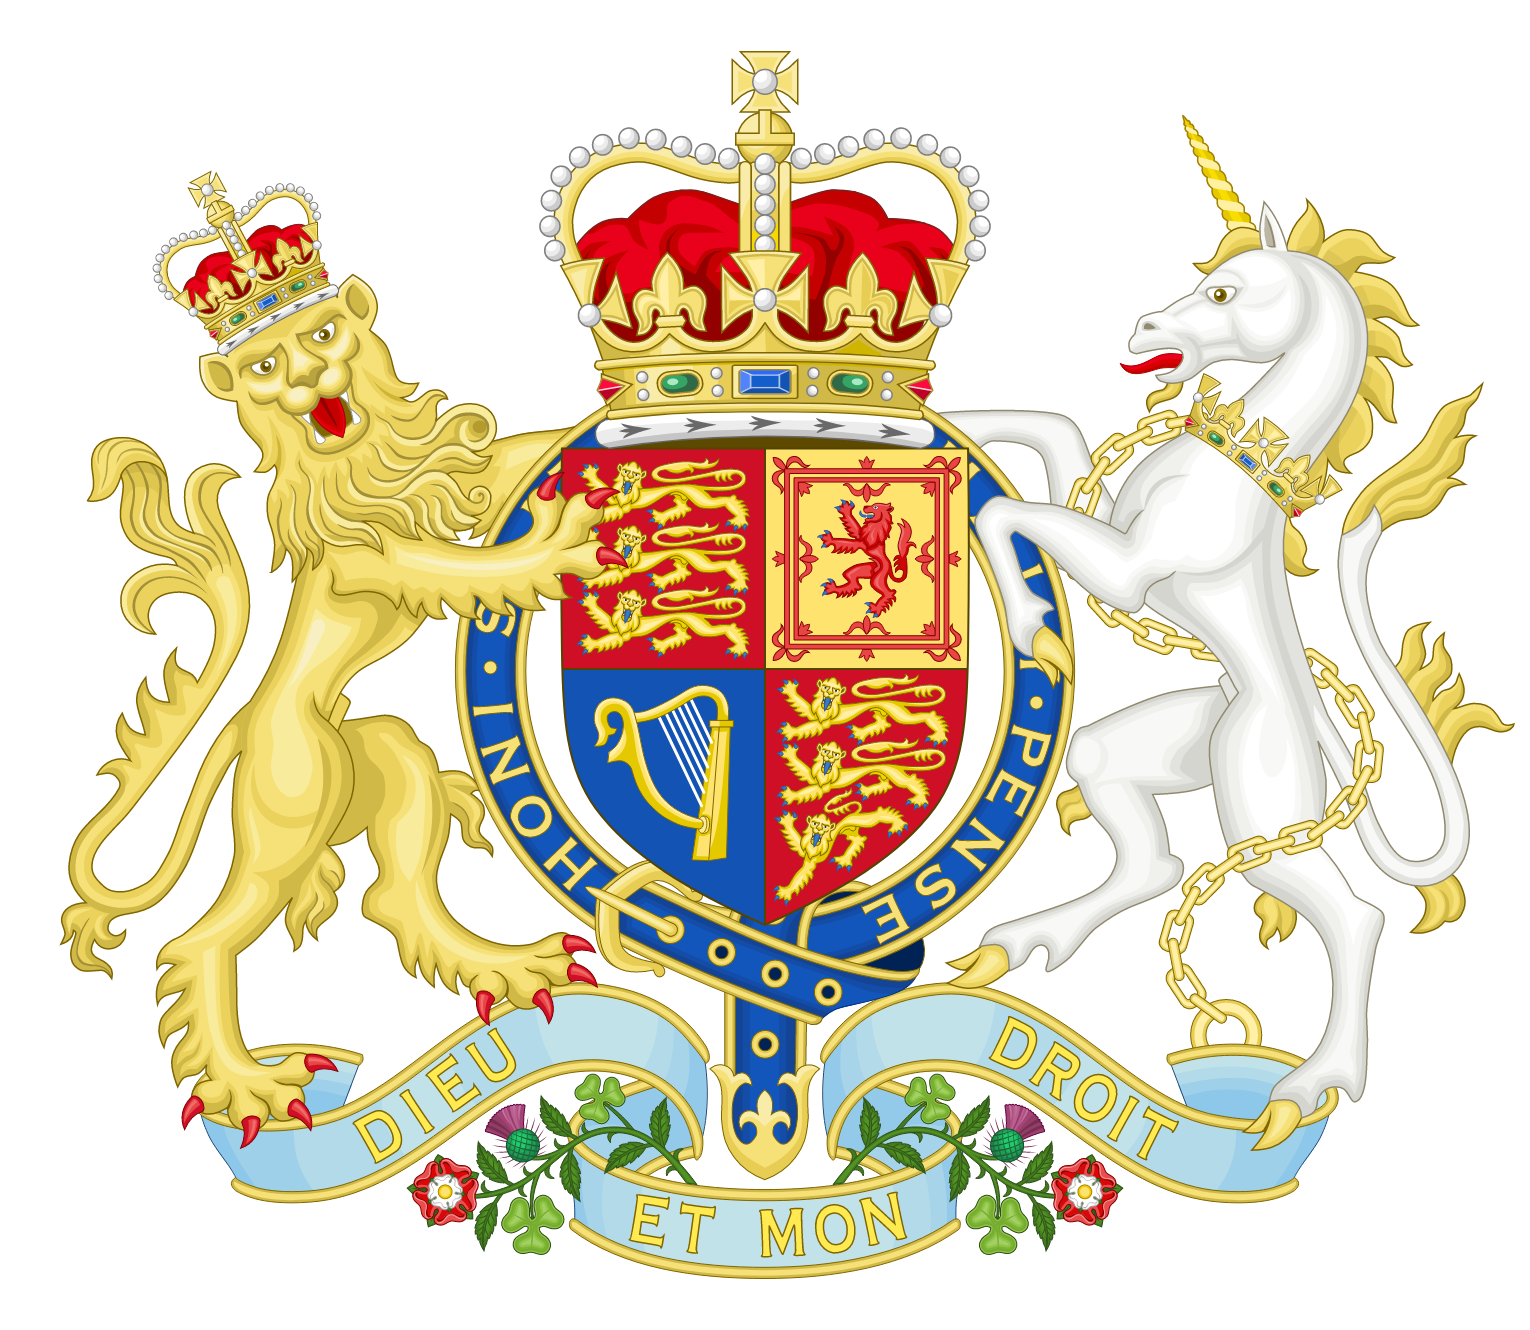 HONI S
PENSE
DIEU ET MON DROIT